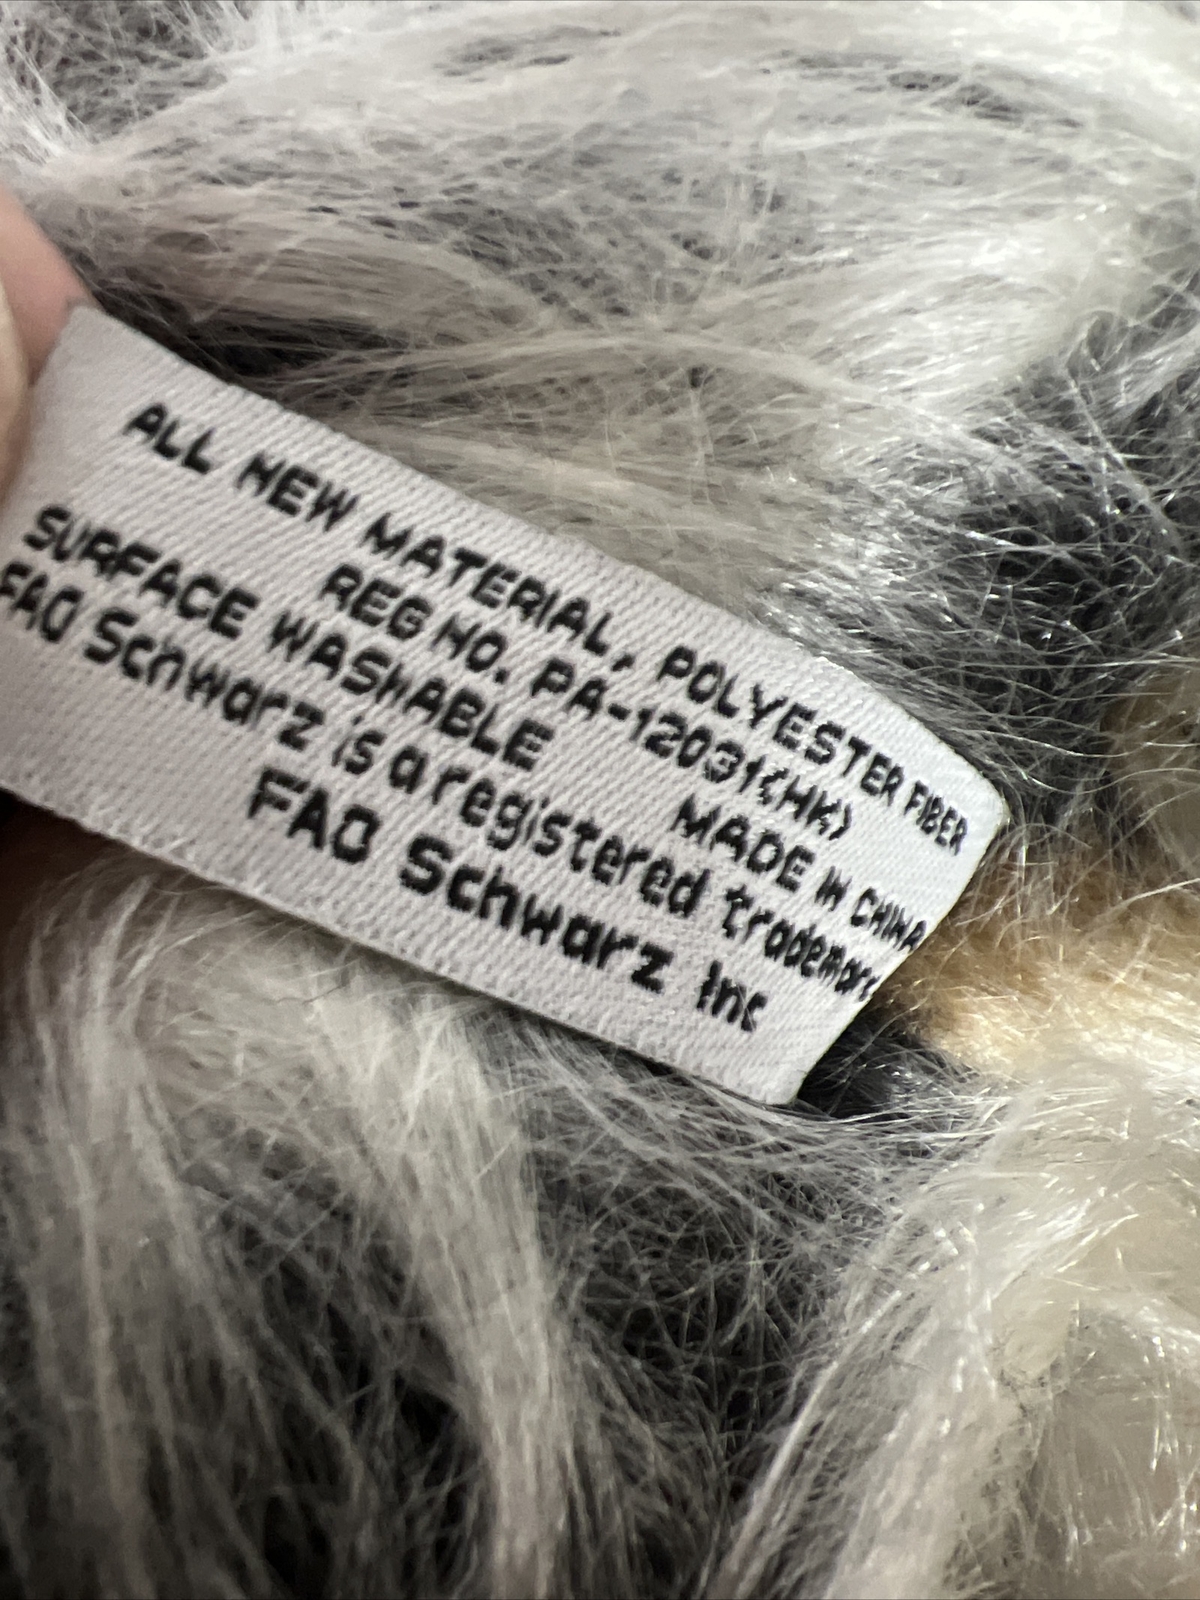 ALL NEW MATERIAL, POLYESTER FIBER
REG NO. PA-12031(HK)
SURFACE WASHABLE MADE IN CHINA
FAO Schwarz is a registered trademark
FAO Schwarz Inc